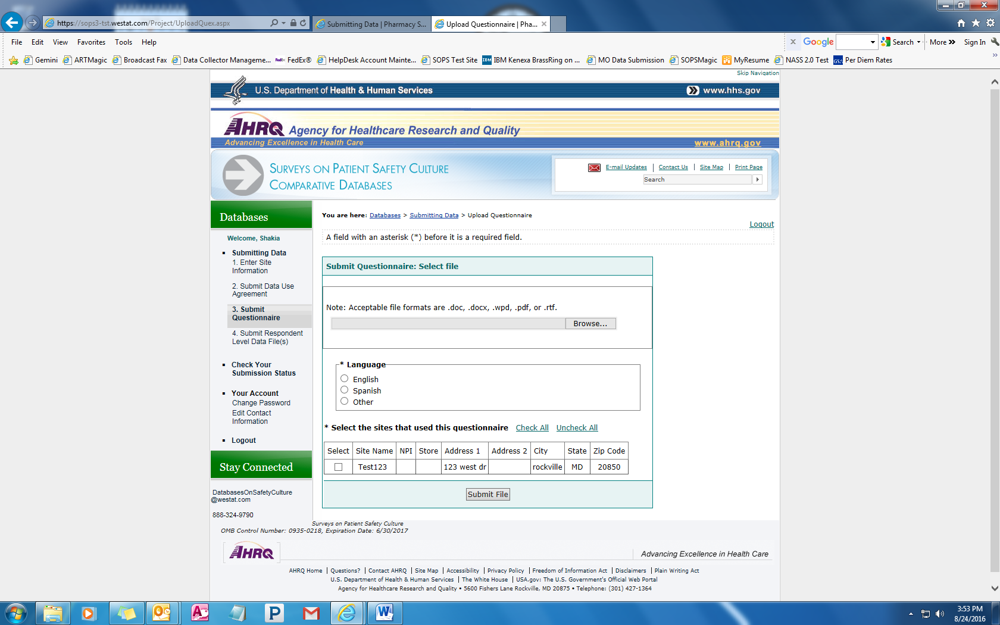 https://sops3-tst.westat.com/Project/UploadQuex.aspx
Submitting Data | Pharmacy S...
Upload Questionnaire | Pha...
File Edit View Favorites Tools Help
x Google Search More » Sign In
Gemini ARTMagic Broadcast Fax Data Collector Manageme... FedEx FedEx® HelpDesk Account Mainte... SOPS Test Site IBM IBM Kenexa BrassRing on ... MO Data Submission SOPSMagic MyResume NASS 2.0 Test GSA Per Diem Rates
Skip Navigation
U.S. Department of Health & Human Services
www.hhs.gov
AHRQ Agency for Healthcare Research and Quality
Advancing Excellence in Health Care
www.ahrq.gov
SURVEYS ON PATIENT SAFETY CULTURE
COMPARATIVE DATABASES
E-mail Updates | Contact Us | Site Map | Print Page
Search
Databases
Welcome, Shakia
Submitting Data
1. Enter Site
Information
2. Submit Data Use
Agreement
3. Submit
Questionnaire
4. Submit Respondent
Level Data File(s)
Check Your
Submission Status
Your Account
Change Password
Edit Contact
Information
Logout
Stay Connected
DatabasesOnSafetyCulture
@westat.com
888-324-9790
You are here: Databases > Submitting Data > Upload Questionnaire
Logout
A field with an asterisk (*) before it is a required field.
Submit Questionnaire: Select file
Note: Acceptable file formats are .doc, .docx, .wpd, .pdf, or .rtf.
Browse...
* Language
English
Spanish
Other
* Select the sites that used this questionnaire Check All Uncheck All
Select Site Name NPI Store Address 1 Address 2 City State Zip Code
Test123 123 west dr rockville MD 20850
Submit File
Surveys on Patient Safety Culture
OMB Control Number: 0935-0218, Expiration Date: 6/30/2017
AHRQ
Advancing Excellence in Health Care
AHRQ Home | Questions? | Contact AHRQ | Site Map | Accessibility | Privacy Policy | Freedom of Information Act | Disclaimers | Plain Writing Act
U.S. Department of Health & Human Services | The White House | USA.gov: The U.S. Government's Official Web Portal
Agency for Healthcare Research and Quality • 5600 Fishers Lane Rockville, MD 20875 • Telephone: (301) 427-1364
3:53 PM
8/24/2016